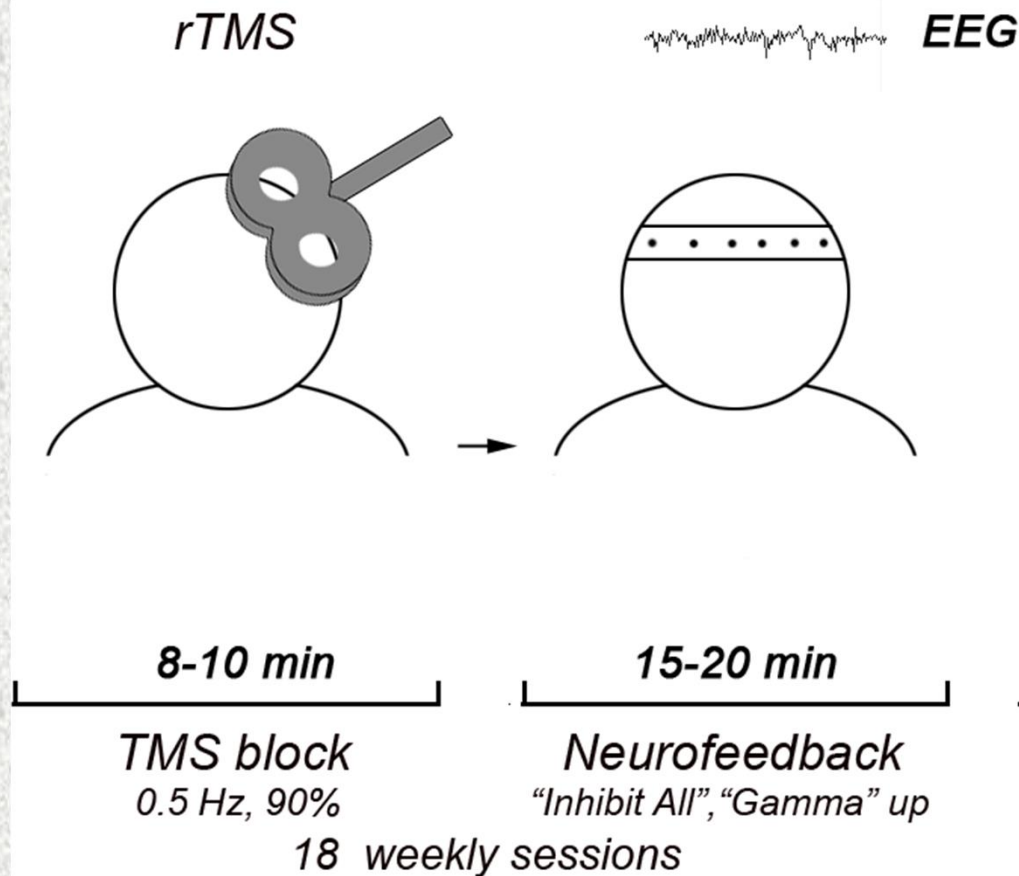 rTMS
EEG
8-10 min
15-20 min
TMS block
Neurofeedback
0.5 Hz, 90%
“Inhibit All”,“Gamma” up
18 weekly sessions